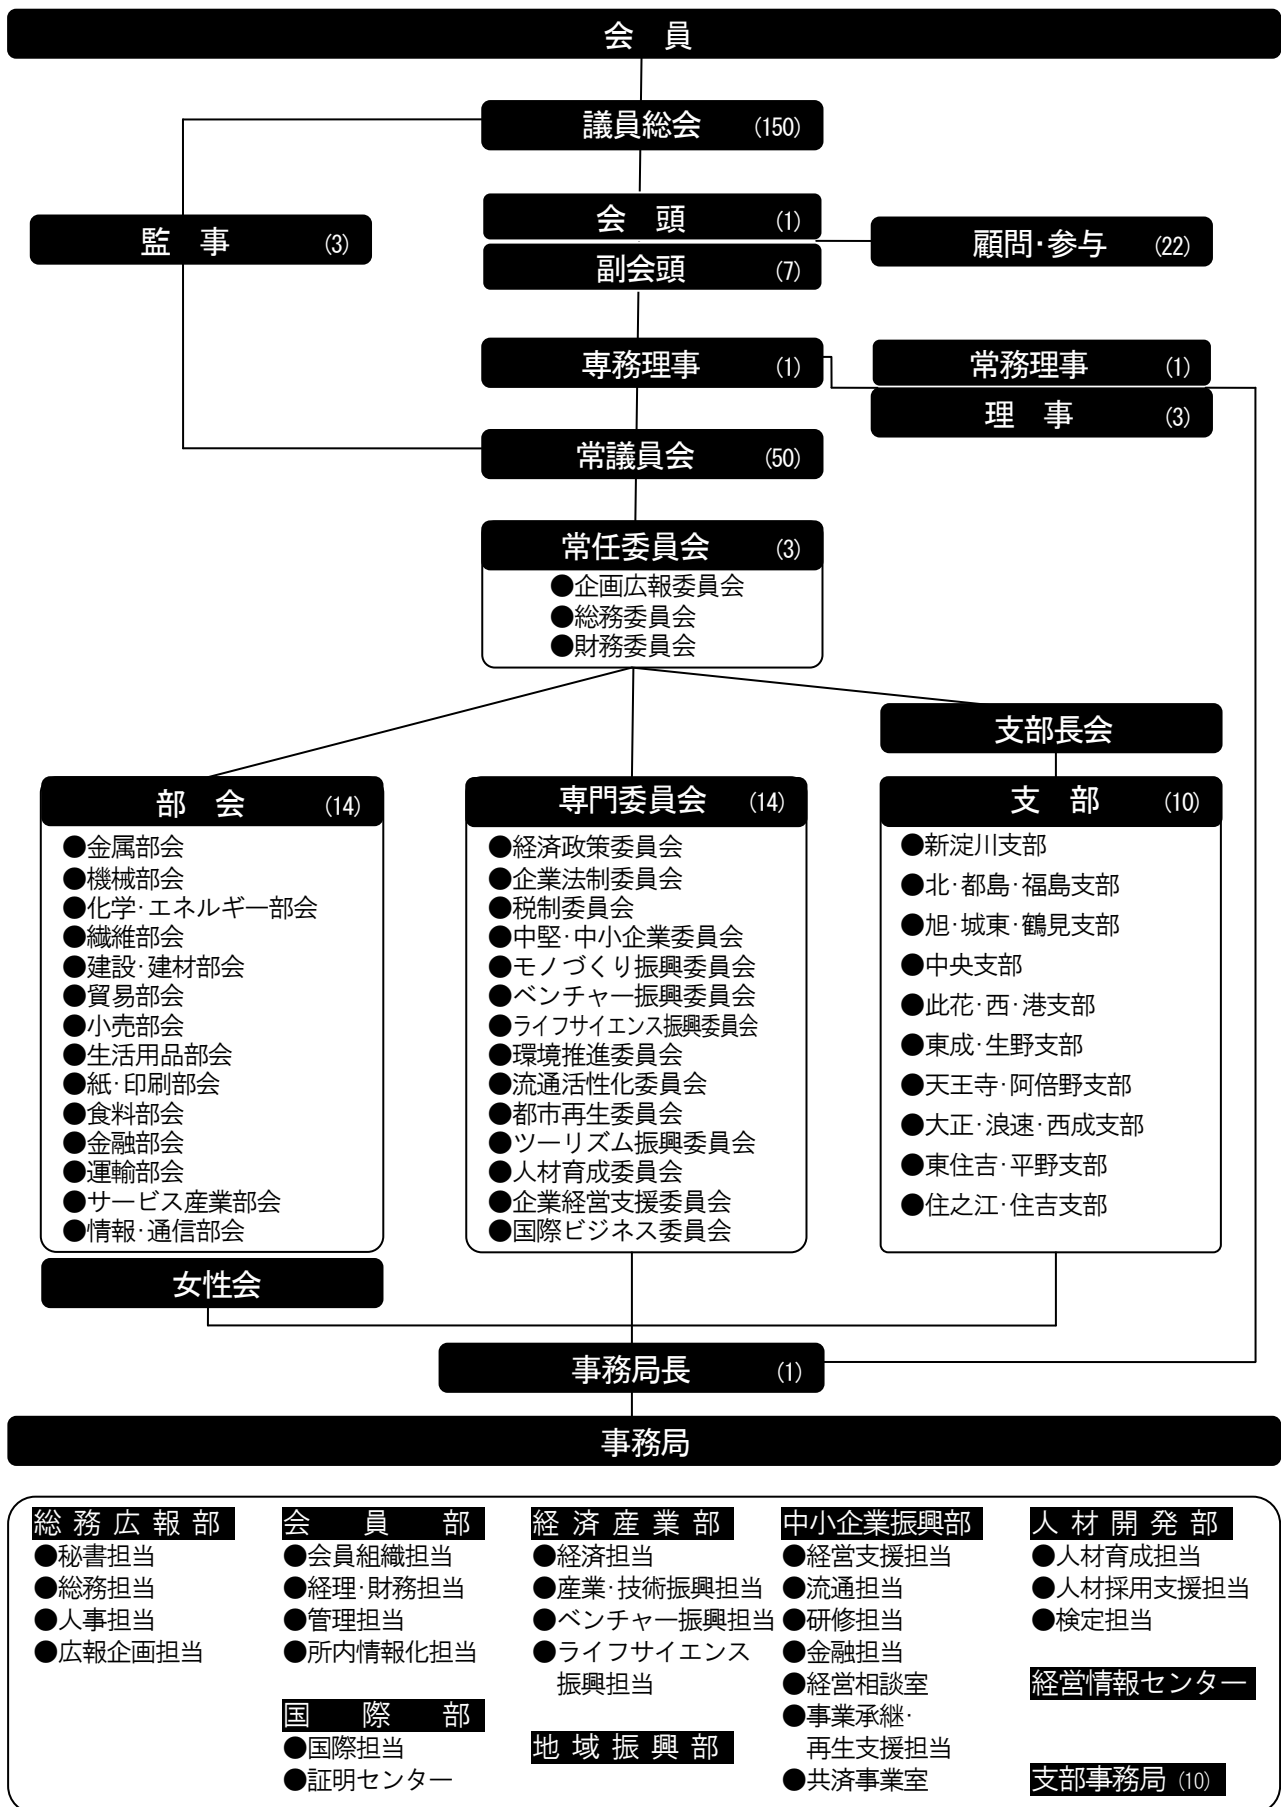 会　員
議員総会 (150)
会　頭 (1)
監　事 (3)
顧問・参与 (22)
副会頭 (7)
専務理事 (1)
常務理事 (1)
理　事 (3)
常議員会 (50)
常任委員会 (3)
●企画広報委員会
●総務委員会
●財務委員会
支部長会
部　会 (14)
●金属部会
●機械部会
●化学・エネルギー部会
●繊維部会
●建設・建材部会
●貿易部会
●小売部会
●生活用品部会
●紙・印刷部会
●食料部会
●金融部会
●運輸部会
●サービス産業部会
●情報・通信部会
女性会
専門委員会 (14)
●経済政策委員会
●企業法制委員会
●税制委員会
●中堅・中小企業委員会
●モノづくり振興委員会
●ベンチャー振興委員会
●ライフサイエンス振興委員会
●環境推進委員会
●流通活性化委員会
●都市再生委員会
●ツーリズム振興委員会
●人材育成委員会
●企業経営支援委員会
●国際ビジネス委員会
支　部 (10)
●新淀川支部
●北・都島・福島支部
●旭・城東・鶴見支部
●中央支部
●此花・西・港支部
●東成・生野支部
●天王寺・阿倍野支部
●大正・浪速・西成支部
●東住吉・平野支部
●住之江・住吉支部
事務局長 (1)
事務局
総務広報部
●秘書担当
●総務担当
●人事担当
●広報企画担当
会員部
●会員組織担当
●経理・財務担当
●管理担当
●所内情報化担当
国際部
●国際担当
●証明センター
経済産業部
●経済担当
●産業・技術振興担当
●ベンチャー振興担当
●ライフサイエンス
振興担当
地域振興部
中小企業振興部
●経営支援担当
●流通担当
●研修担当
●金融担当
●経営相談室
●事業承継・
再生支援担当
●共済事業室
人材開発部
●人材育成担当
●人材採用支援担当
●検定担当
経営情報センター
支部事務局 (10)